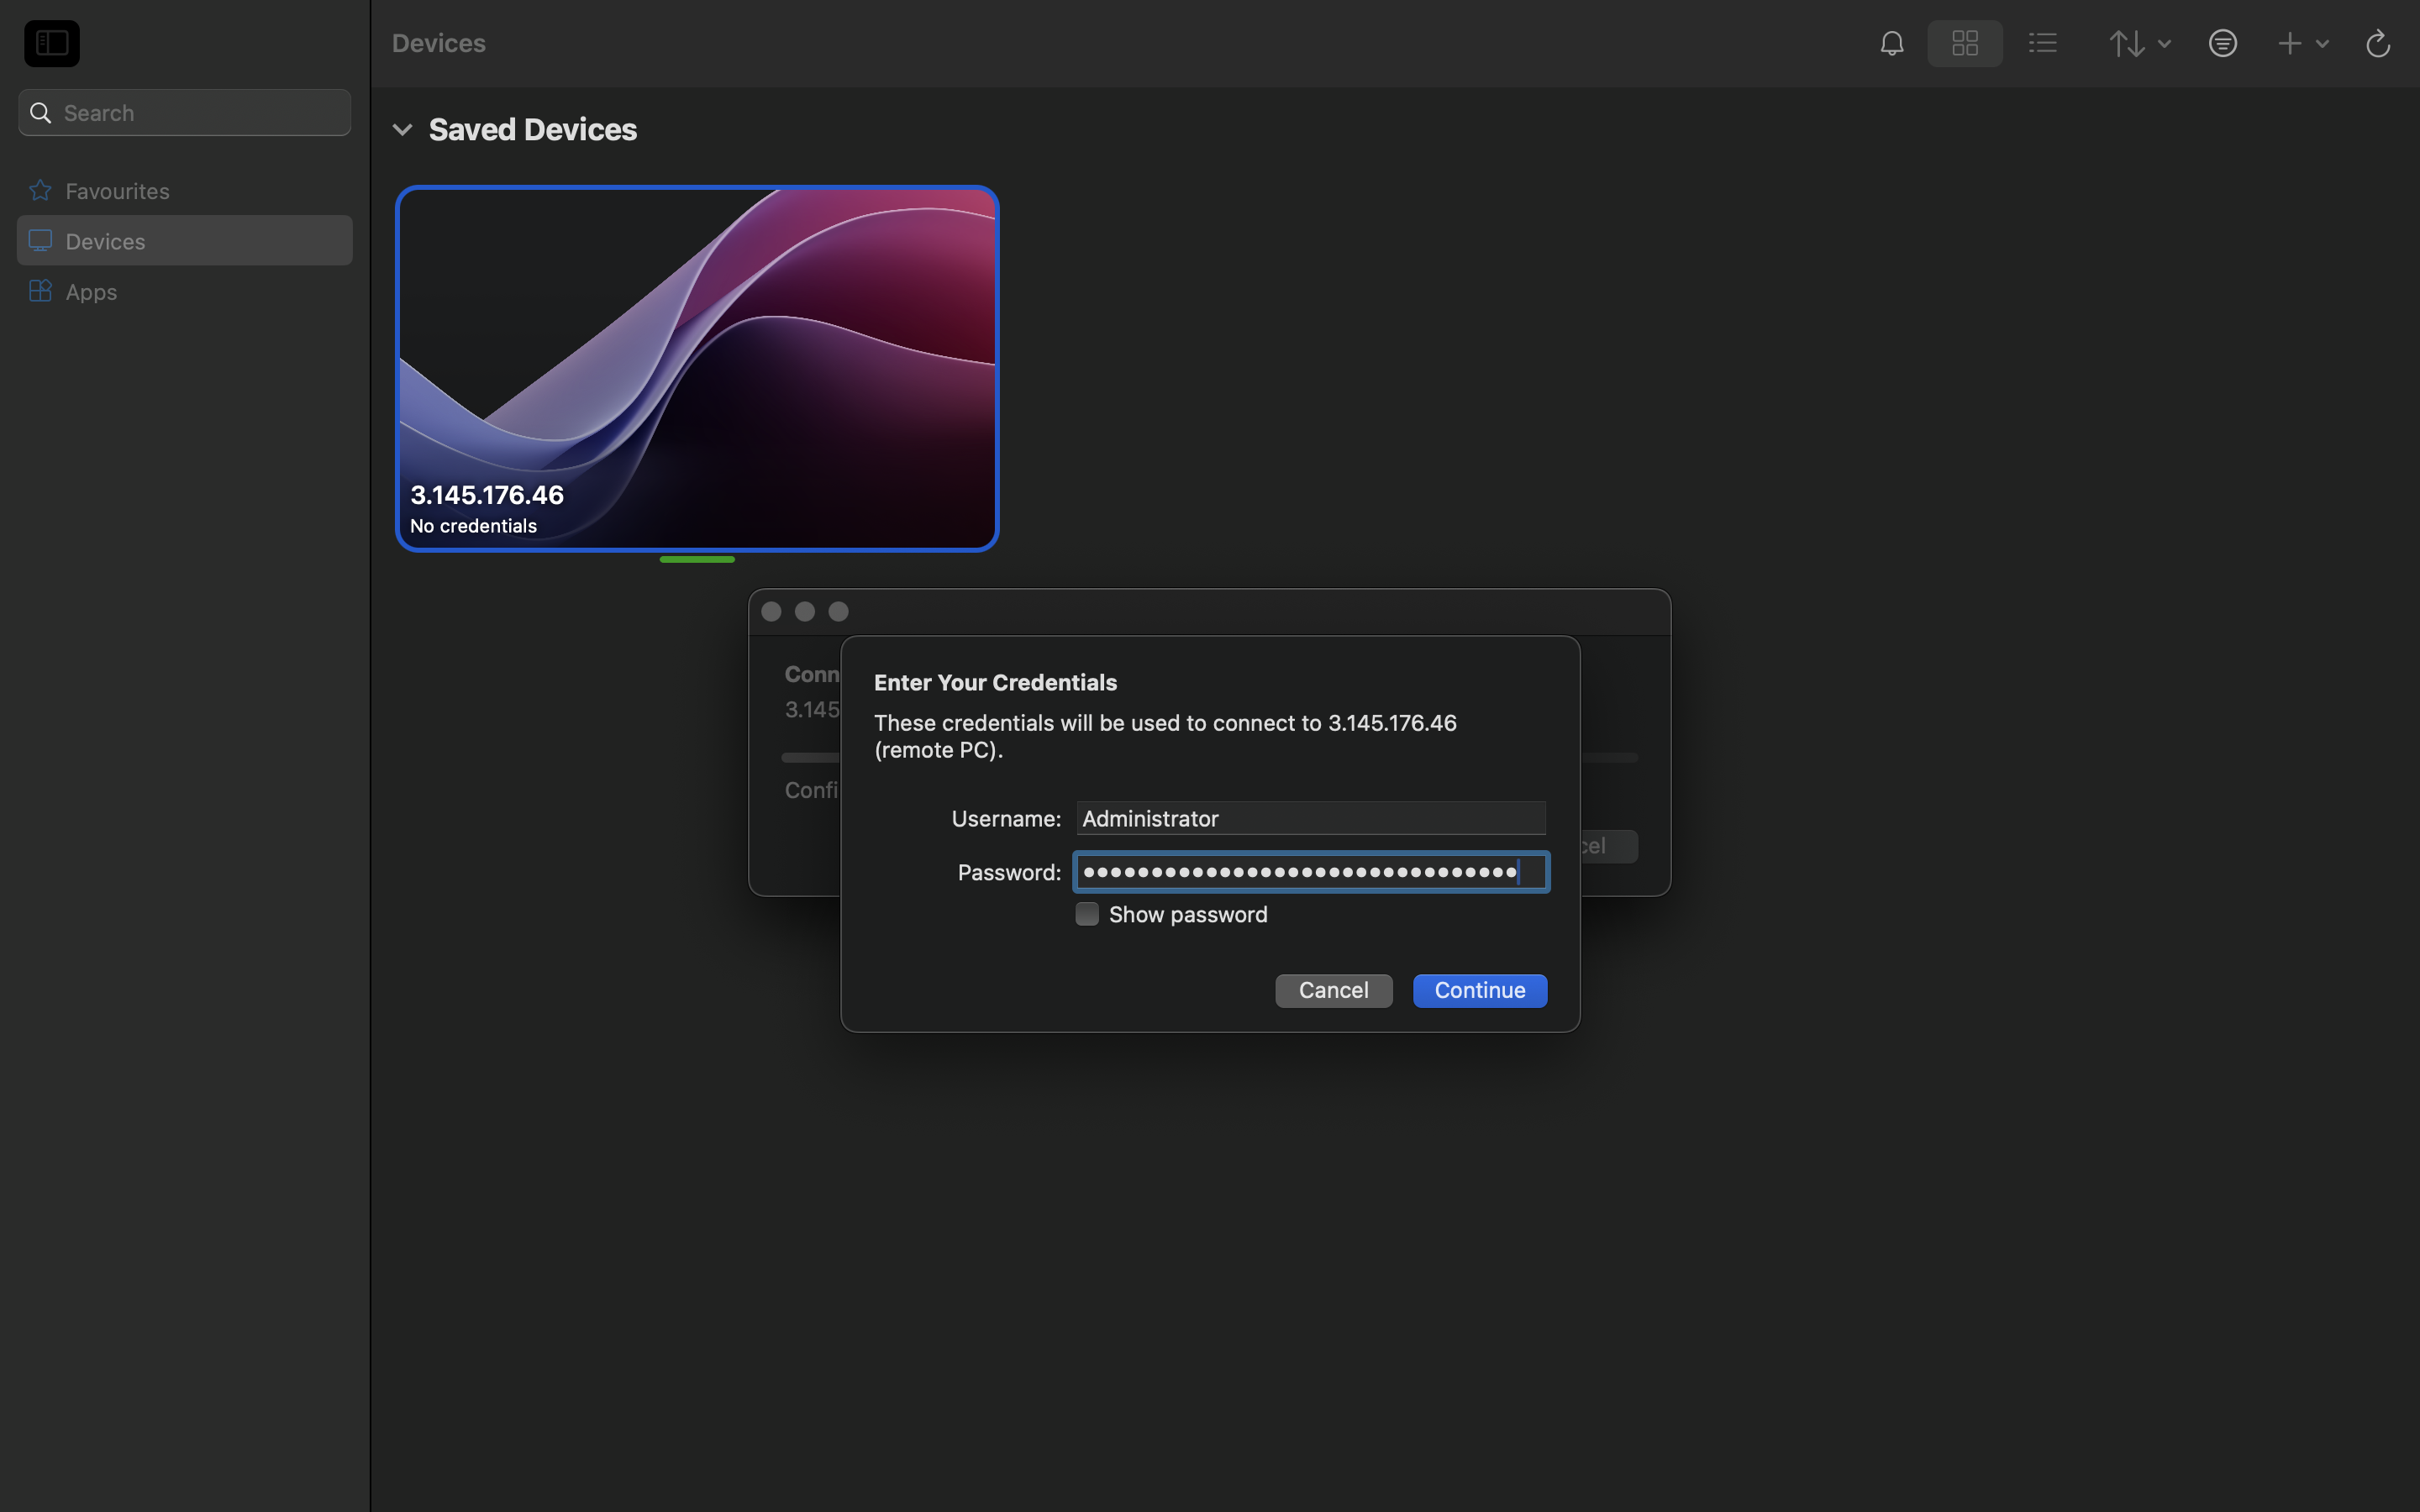 Devices
Search
Saved Devices
Favourites
Devices
Apps
3.145.176.46
No credentials
Conn
3.145
Confi
cel
Enter Your Credentials
These credentials will be used to connect to 3.145.176.46
(remote PC).
Username: Administrator
Password: ••••••••••••••••••••••••••••••••
Show password
Cancel Continue